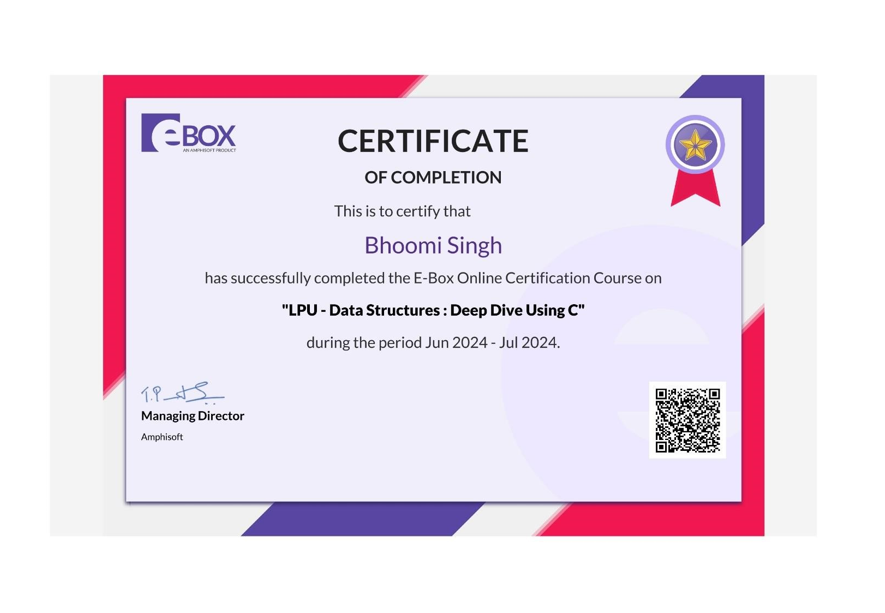 eBOX
AN AMPHISOFT PRODUCT
CERTIFICATE
OF COMPLETION
This is to certify that
Bhoomi Singh
has successfully completed the E-Box Online Certification Course on
"LPU - Data Structures : Deep Dive Using C"
during the period Jun 2024 - Jul 2024.
Managing Director
Amphisoft